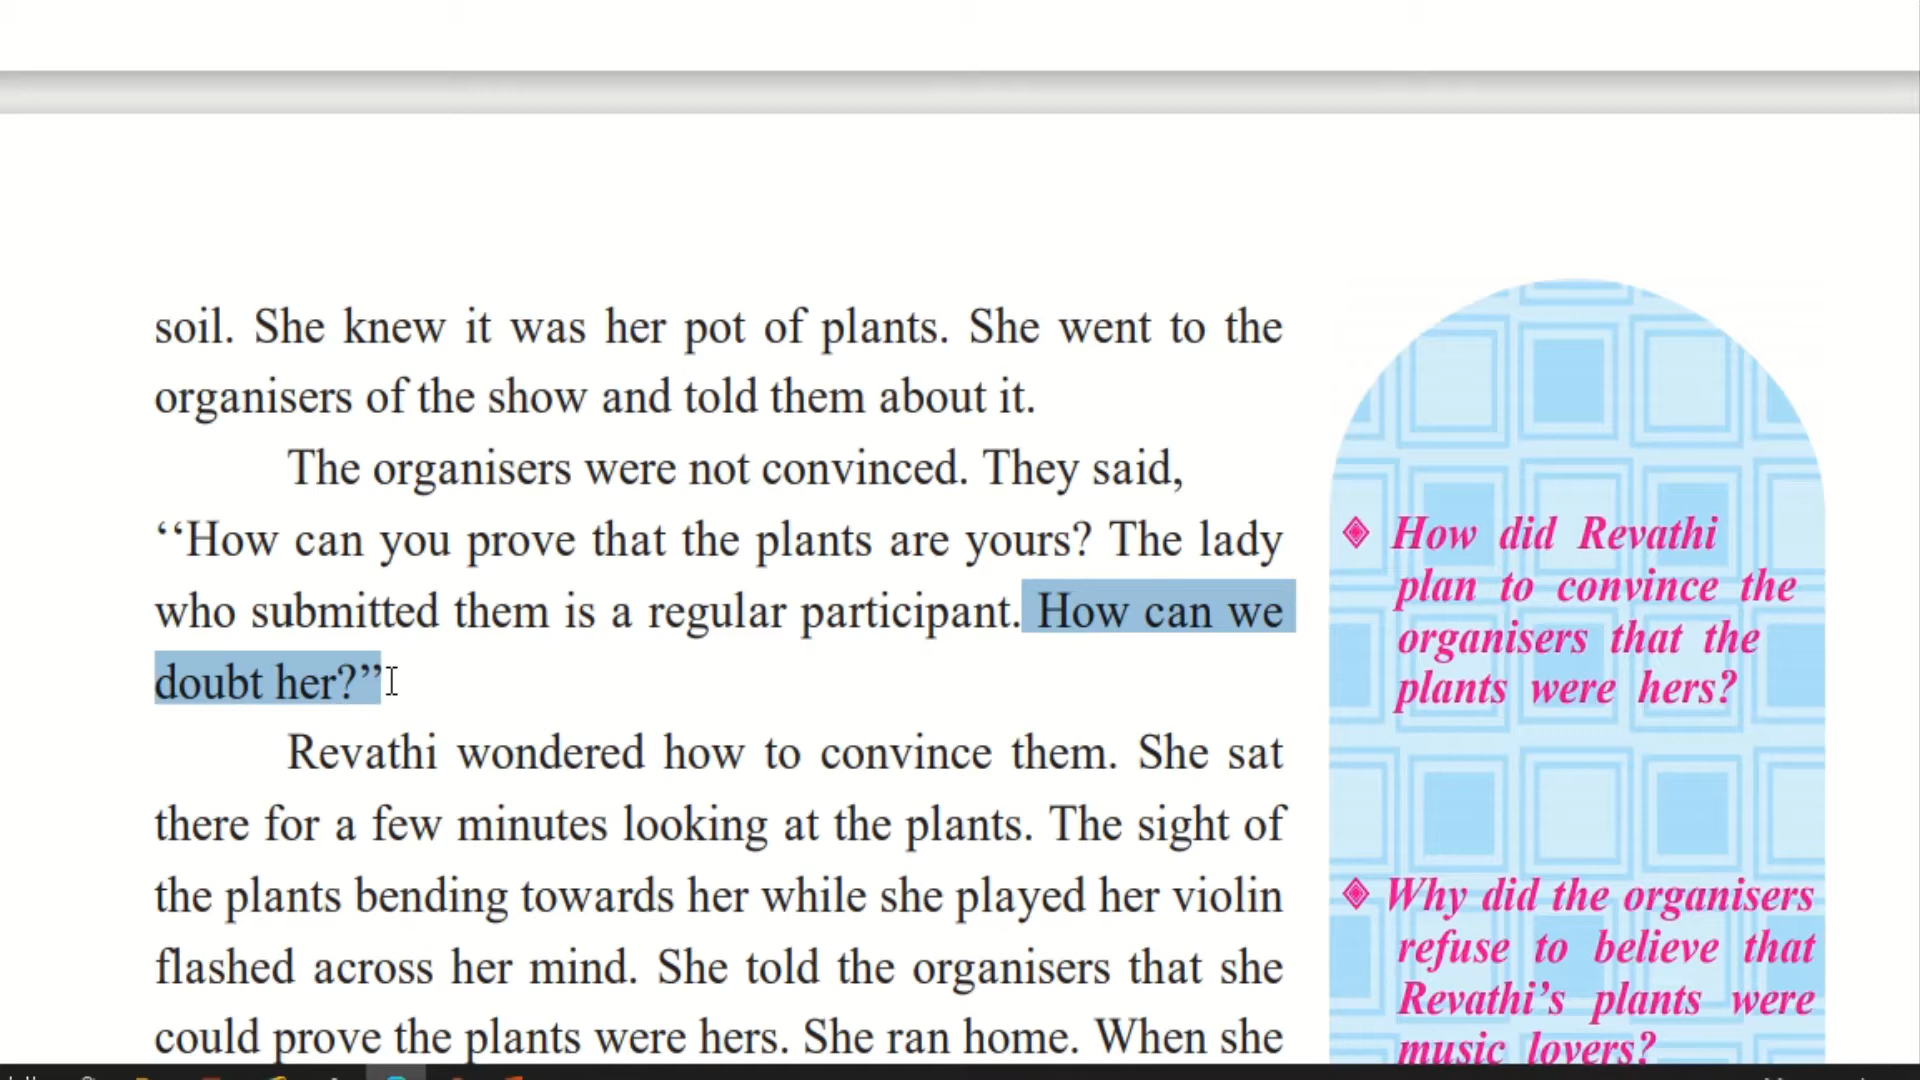 soil. She knew it was her pot of plants. She went to the
organisers of the show and told them about it.
The organisers were not convinced. They said,
‘‘How can you prove that the plants are yours? The lady
who submitted them is a regular participant. How can we
doubt her?’’
Revathi wondered how to convince them. She sat
there for a few minutes looking at the plants. The sight of
the plants bending towards her while she played her violin
flashed across her mind. She told the organisers that she
could prove the plants were hers. She ran home. When she
How did Revathi
plan to convince the
organisers that the
plants were hers?
Why did the organisers
refuse to believe that
Revathi’s plants were
music lovers?